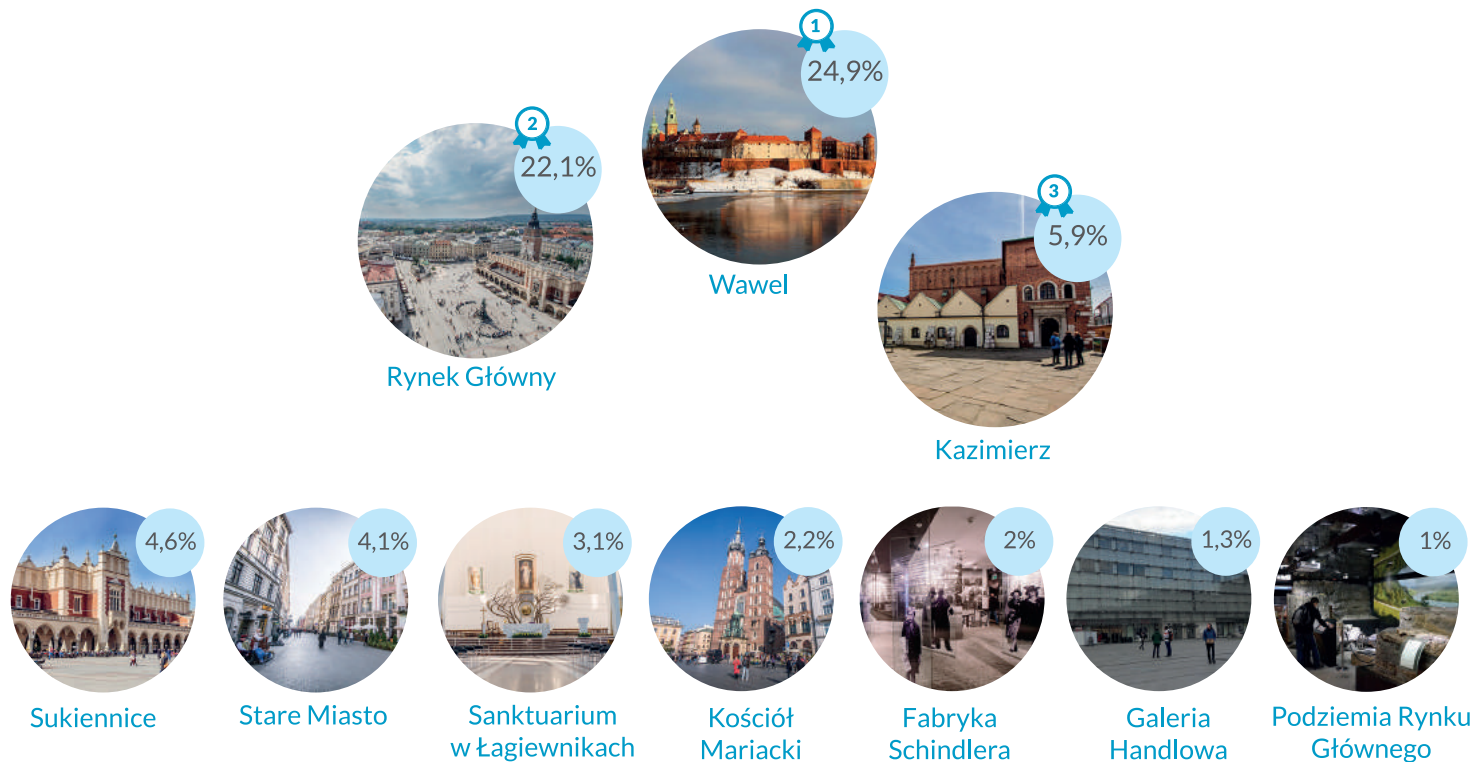 1
24,9%
Wawel
2
22,1%
Rynek Główny
3
5,9%
Kazimierz
4,6%
Sukiennice
4,1%
Stare Miasto
3,1%
Sanktuarium
w Łagiewnikach
2,2%
Kościół
Mariacki
2%
Fabryka
Schindlera
1,3%
Galeria
Handlowa
1%
Podziemia Rynku
Głównego